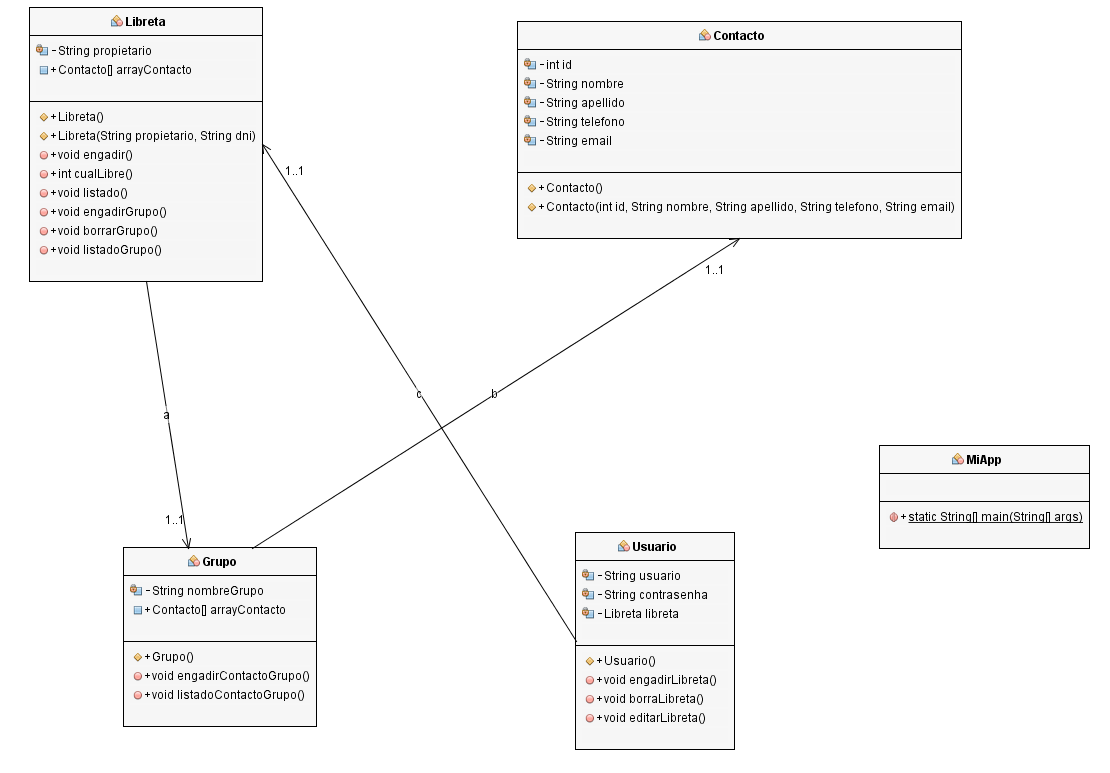 Libreta
- String propietario
+ Contacto[] arrayContacto
+ Libreta()
+ Libreta(String propietario, String dni)
+ void engadir()
+ int cualLibre()
+ void listado()
+ void engadirGrupo()
+ void borrarGrupo()
+ void listadoGrupo()
Contacto
- int id
- String nombre
- String apellido
- String telefono
- String email
+ Contacto()
+ Contacto(int id, String nombre, String apellido, String telefono, String email)
1..1
1..1
c
b
a
1..1
MiApp
+ static String[] main(String[] args)
Grupo
- String nombreGrupo
+ Contacto[] arrayContacto
+ Grupo()
+ void engadirContactoGrupo()
+ void listadoContactoGrupo()
Usuario
- String usuario
- String contrasenha
- Libreta libreta
+ Usuario()
+ void engadirLibreta()
+ void borraLibreta()
+ void editarLibreta()